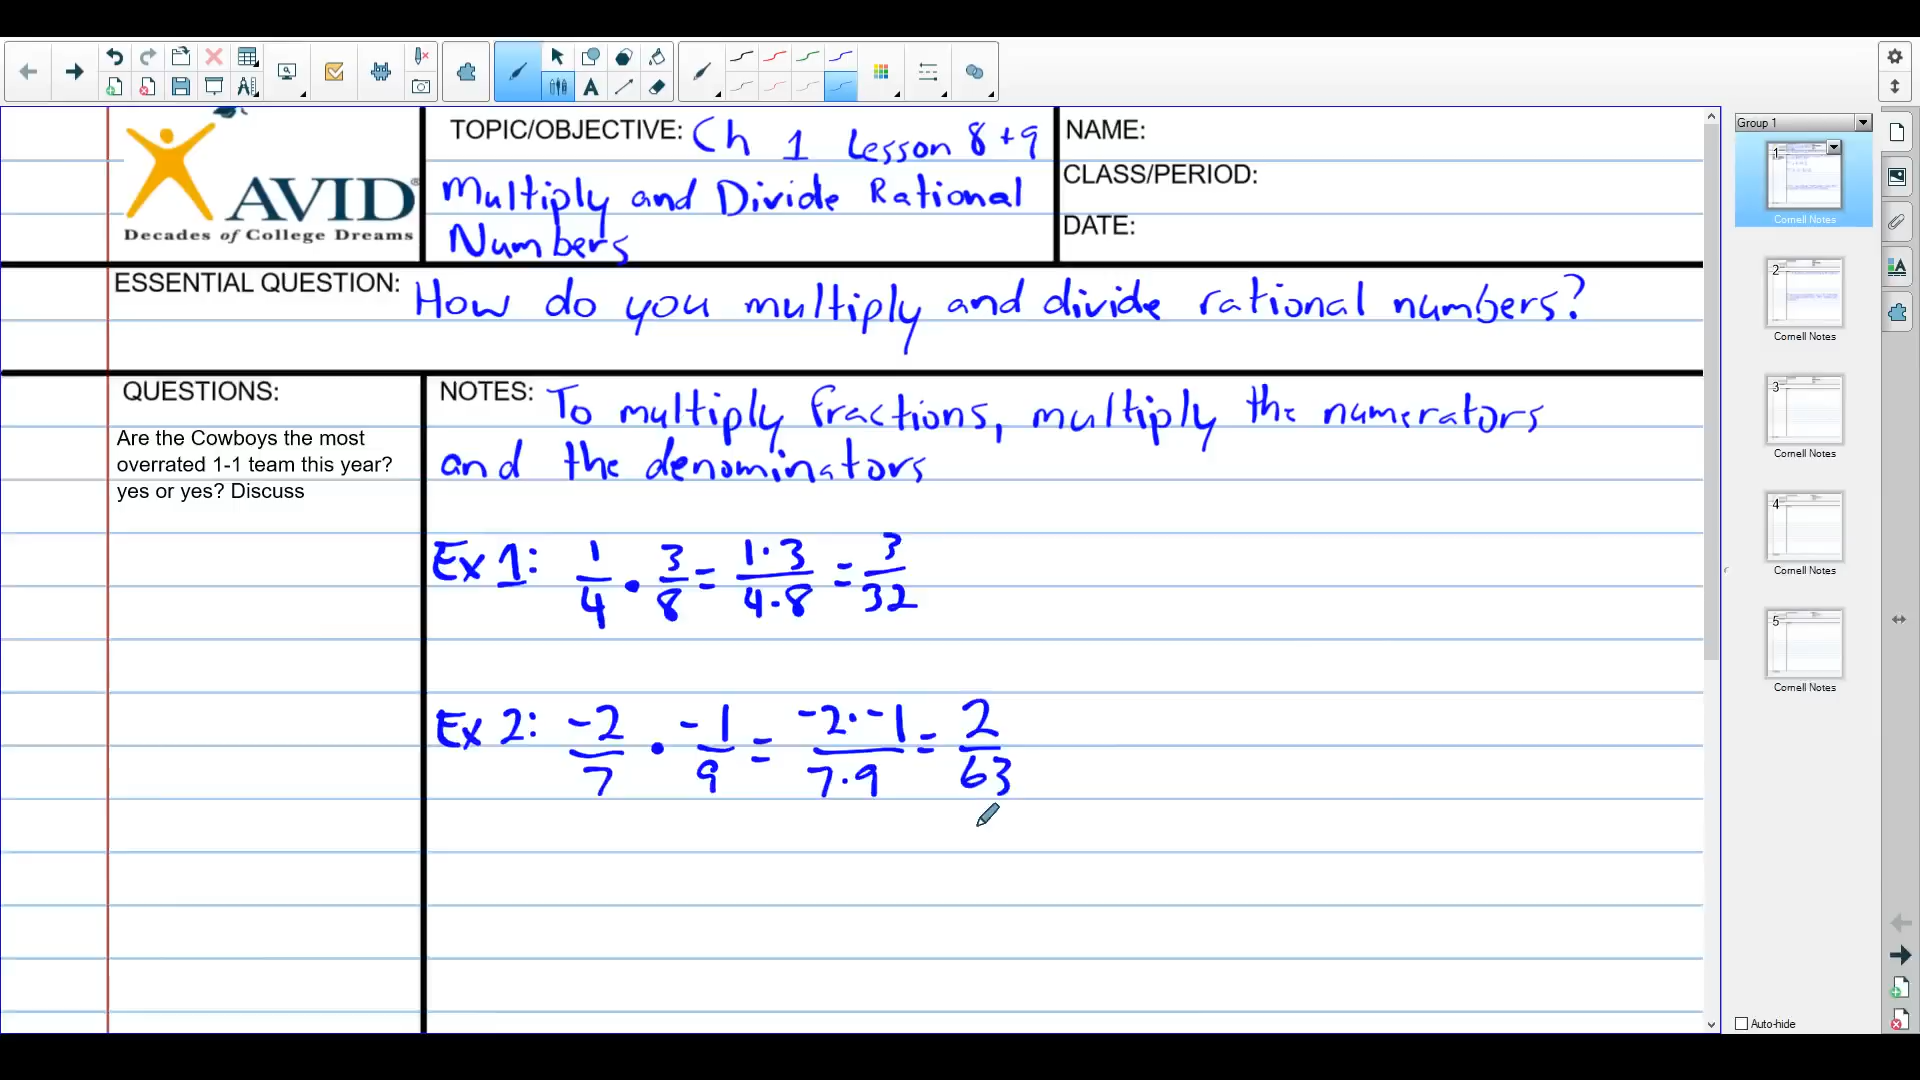 Group 1
AVID®
Decades of College Dreams
TOPIC/OBJECTIVE: Ch 1 Lesson 8+9
Multiply and Divide Rational
Numbers
NAME:
CLASS/PERIOD:
DATE:
ESSENTIAL QUESTION: How do you multiply and divide rational numbers?
QUESTIONS:
Are the Cowboys the most
overrated 1-1 team this year?
yes or yes? Discuss
NOTES: To multiply fractions, multiply the numerators
and the denominators
Ex 1: 1/4 • 3/8 = 1·3/4·8 = 3/32
Ex 2: -2/7 • -1/9 = -2·-1/7·9 = 2/63
1
Cornell Notes
2
Cornell Notes
3
Cornell Notes
4
Cornell Notes
5
Cornell Notes
Auto-hide